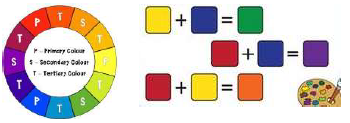 P T S
T T
P – Primary Colour
S S – Secondary Colour P
T – Tertiary Colour
T T
P T S
+ =
+ =
+ =